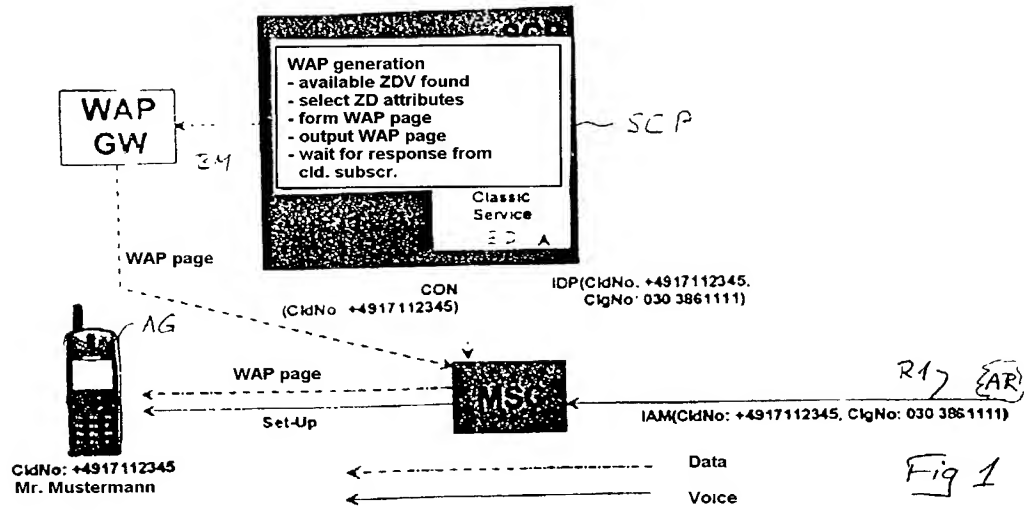 WAP generation
- available ZDV found
- select ZD attributes
- form WAP page
- output WAP page
- wait for response from
cld. subscr.
SCP
WAP
GW
Classic
Service
WAP page
CON
(CldNo +4917112345)
IDP(CldNo. +4917112345.
ClgNo: 030 3861111)
AG
WAP page
Set-Up
MSC
R1
AR
IAM(CldNo: +4917112345, ClgNo: 030 3861111)
CldNo: +4917112345
Mr. Mustermann
Data
Voice
Fig 1